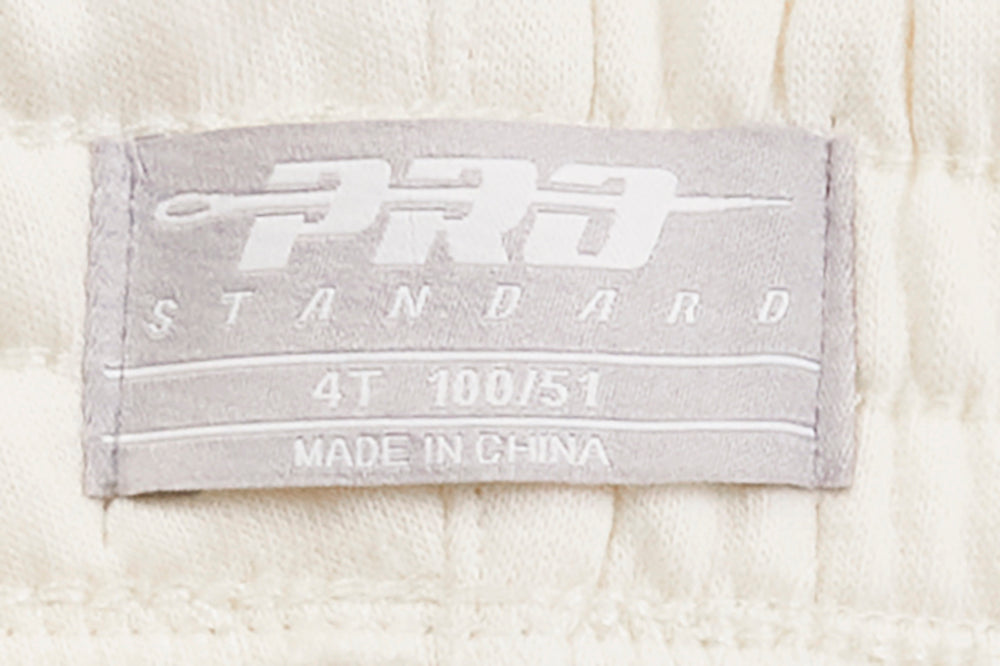 PRO
STANDARD
4T 100/51
MADE IN CHINA